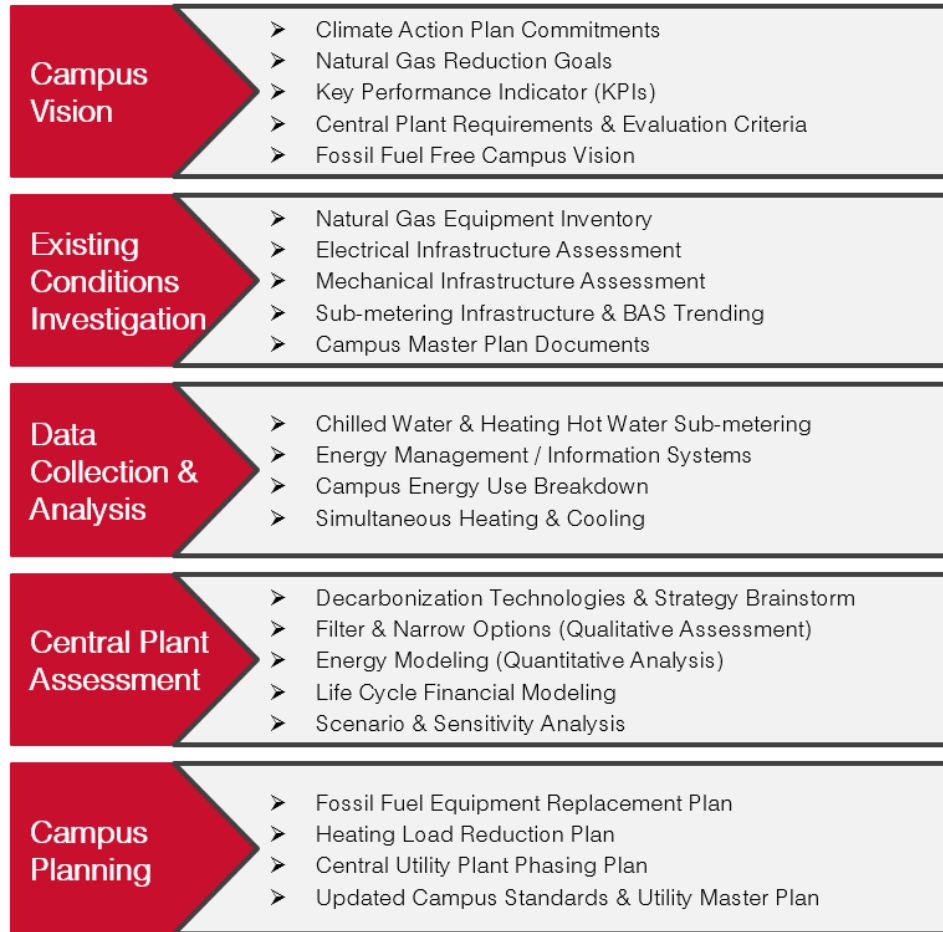 Campus
Vision
➤ Climate Action Plan Commitments
➤ Natural Gas Reduction Goals
➤ Key Performance Indicator (KPIs)
➤ Central Plant Requirements & Evaluation Criteria
➤ Fossil Fuel Free Campus Vision
Existing
Conditions
Investigation
➤ Natural Gas Equipment Inventory
➤ Electrical Infrastructure Assessment
➤ Mechanical Infrastructure Assessment
➤ Sub-metering Infrastructure & BAS Trending
➤ Campus Master Plan Documents
Data
Collection &
Analysis
➤ Chilled Water & Heating Hot Water Sub-metering
➤ Energy Management / Information Systems
➤ Campus Energy Use Breakdown
➤ Simultaneous Heating & Cooling
Central Plant
Assessment
➤ Decarbonization Technologies & Strategy Brainstorm
➤ Filter & Narrow Options (Qualitative Assessment)
➤ Energy Modeling (Quantitative Analysis)
➤ Life Cycle Financial Modeling
➤ Scenario & Sensitivity Analysis
Campus
Planning
➤ Fossil Fuel Equipment Replacement Plan
➤ Heating Load Reduction Plan
➤ Central Utility Plant Phasing Plan
➤ Updated Campus Standards & Utility Master Plan